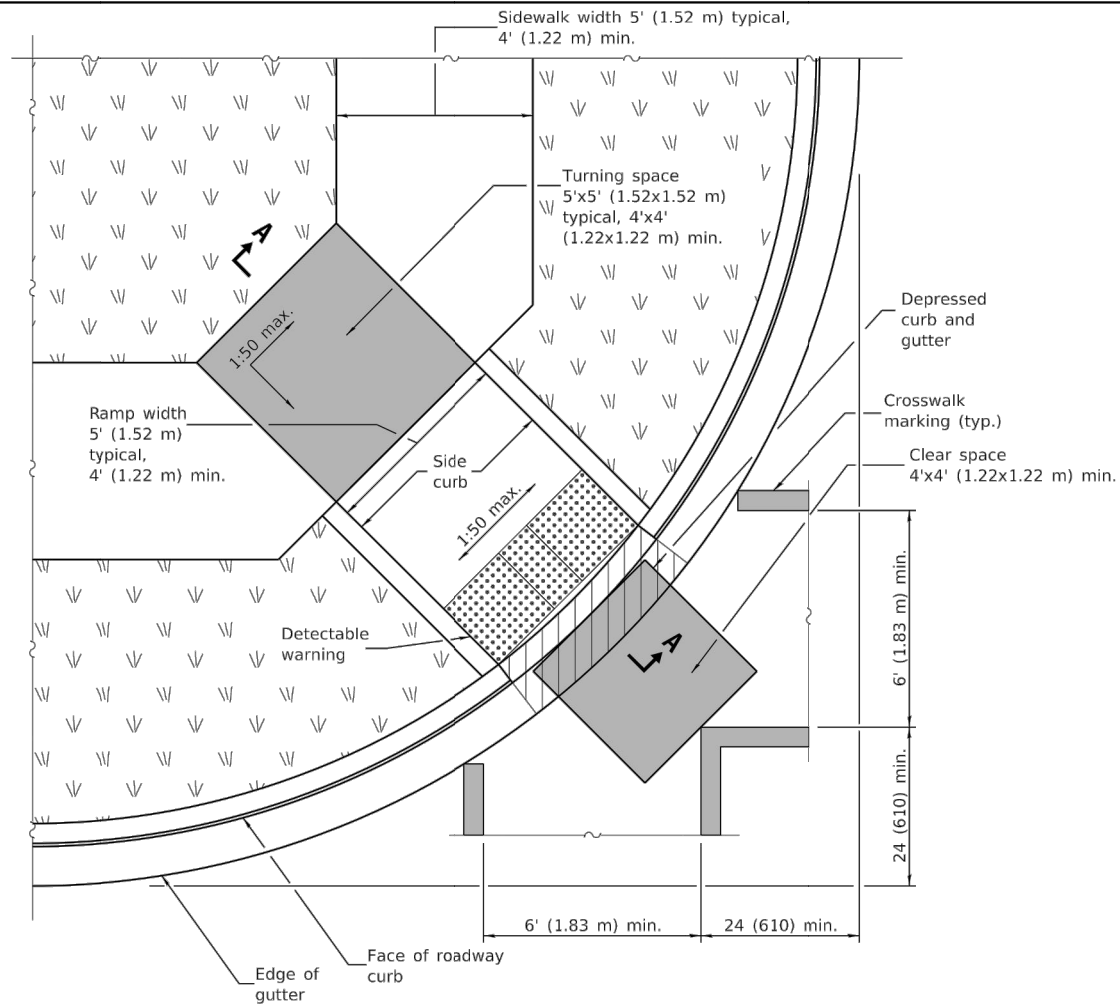 Sidewalk width 5' (1.52 m) typical,
4' (1.22 m) min.
Turning space
5'x5' (1.52x1.52 m)
typical, 4'x4'
(1.22x1.22 m) min.
A
1:50 max.
Depressed
curb and
gutter
Crosswalk
marking (typ.)
Clear space
4'x4' (1.22x1.22 m) min.
Ramp width
5' (1.52 m)
typical,
4' (1.22 m) min.
Side
curb
1:50 max.
Detectable
warning
A
6' (1.83 m) min.
24 (610) min.
6' (1.83 m) min.
24 (610) min.
Face of roadway
curb
Edge of
gutter